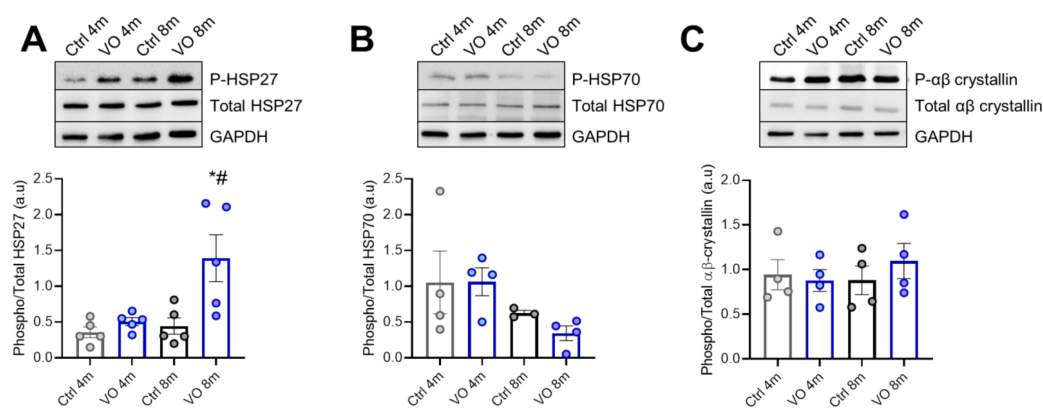 A
Ctrl 4m
VO 4m
Ctrl 8m
VO 8m
P-HSP27
Total HSP27
GAPDH
Phospho/Total HSP27 (a.u)
2.5
2.0
1.5
1.0
0.5
0.0
*#
Ctrl 4m
VO 4m
Ctrl 8m
VO 8m
B
Ctrl 4m
VO 4m
Ctrl 8m
VO 8m
P-HSP70
Total HSP70
GAPDH
Phospho/Total HSP70 (a.u)
2.5
2.0
1.5
1.0
0.5
0.0
Ctrl 4m
VO 4m
Ctrl 8m
VO 8m
C
Ctrl 4m
VO 4m
Ctrl 8m
VO 8m
P-αβ crystallin
Total αβ crystallin
GAPDH
Phospho/Total αβ-crystallin (a.u)
2.0
1.5
1.0
0.5
0.0
Ctrl 4m
VO 4m
Ctrl 8m
VO 8m